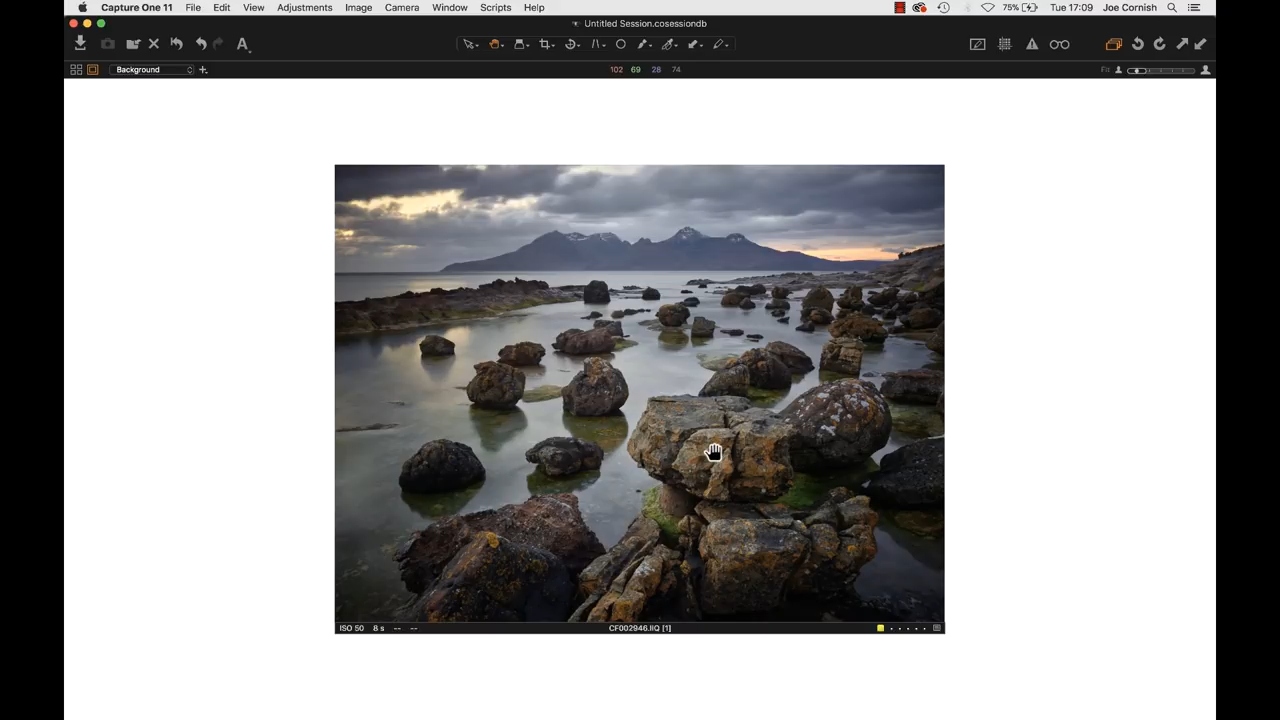 Capture One 11 File Edit View Adjustments Image Camera Window Scripts Help 75% Tue 17:09 Joe Cornish
Untitled Session.cosessiondb
A
Background 102 69 28 74 Fit
ISO 50 8 s -- -- CF002946.IIQ [1]